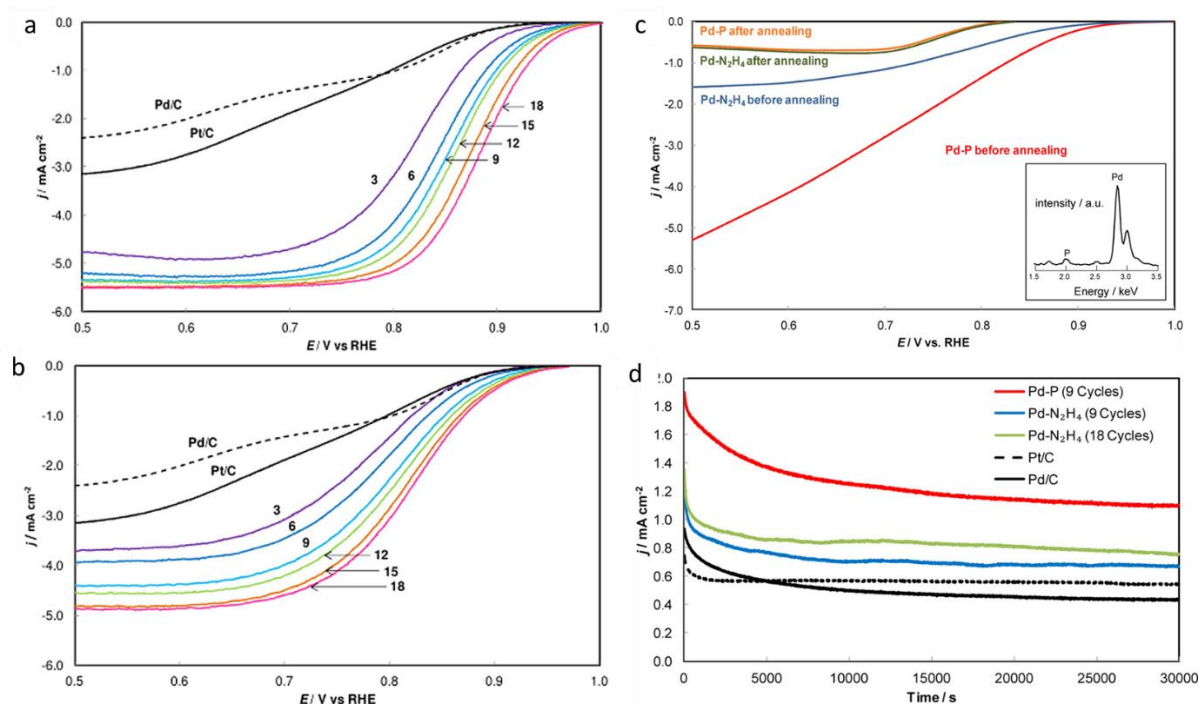 a
0.0
-1.0
-2.0
-3.0
-4.0
-5.0
-6.0
j / mA cm-2
Pd/C
Pt/C
3
6
9
12
15
18
0.5 0.6 0.7 0.8 0.9 1.0
E / V vs RHE
b
0.0
-1.0
-2.0
-3.0
-4.0
-5.0
-6.0
j / mA cm-2
Pd/C
Pt/C
3
6
9
12
15
18
0.5 0.6 0.7 0.8 0.9 1.0
E / V vs RHE
c
0.0
-1.0
-2.0
-3.0
-4.0
-5.0
-6.0
-7.0
j / mA cm-2
Pd-P after annealing
Pd-N2H4 after annealing
Pd-N2H4 before annealing
Pd-P before annealing
intensity / a.u.
Pd
P
1.5 2.0 2.5 3.0 3.5
Energy / keV
0.5 0.6 0.7 0.8 0.9 1.0
E / V vs. RHE
d
2.0
1.8
1.6
1.4
1.2
1.0
0.8
0.6
0.4
0.2
0.0
j / mA cm-2
Pd-P (9 Cycles)
Pd-N2H4 (9 Cycles)
Pd-N2H4 (18 Cycles)
Pt/C
Pd/C
0 5000 10000 15000 20000 25000 30000
Time / s